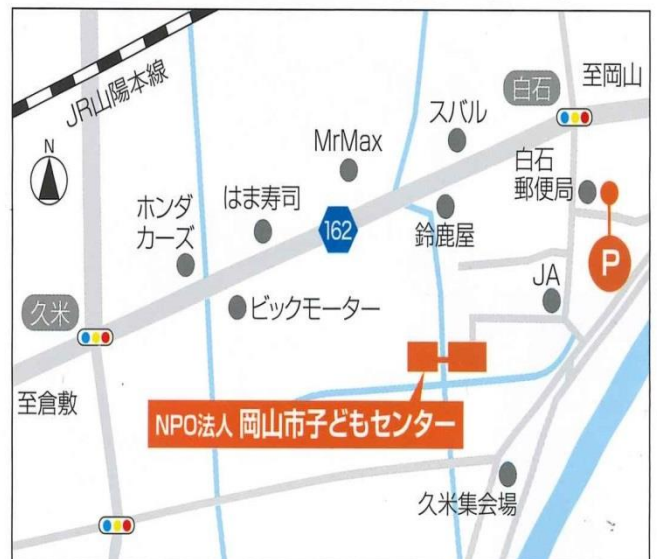 JR山陽本線
N
白石
至岡山
スバル
MrMax
白石
郵便局
はま寿司
ホンダ
カーズ
162
鈴鹿屋
P
JA
久米
ビックモーター
至倉敷
NPO法人 岡山市子どもセンター
久米集会場